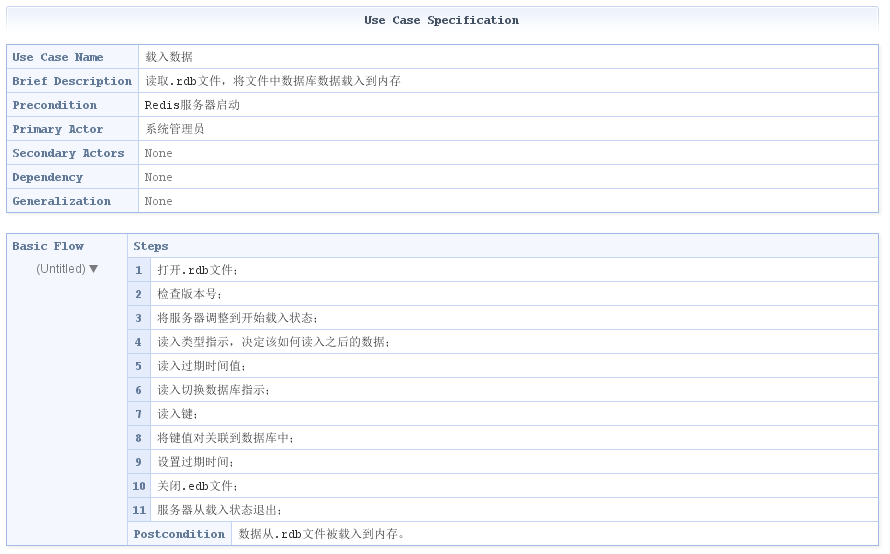 Use Case Specification
Use Case Name 载入数据
Brief Description 读取.rdb文件，将文件中数据库数据载入到内存
Precondition Redis服务器启动
Primary Actor 系统管理员
Secondary Actors None
Dependency None
Generalization None
Basic Flow Steps
(Untitled) ▼
1 打开.rdb文件；
2 检查版本号；
3 将服务器调整到开始载入状态；
4 读入类型指示，决定该如何读入之后的数据；
5 读入过期时间值；
6 读入切换数据库指示；
7 读入键；
8 将键值对关联到数据库中；
9 设置过期时间；
10 关闭.edb文件；
11 服务器从载入状态退出；
Postcondition 数据从.rdb文件被载入到内存。